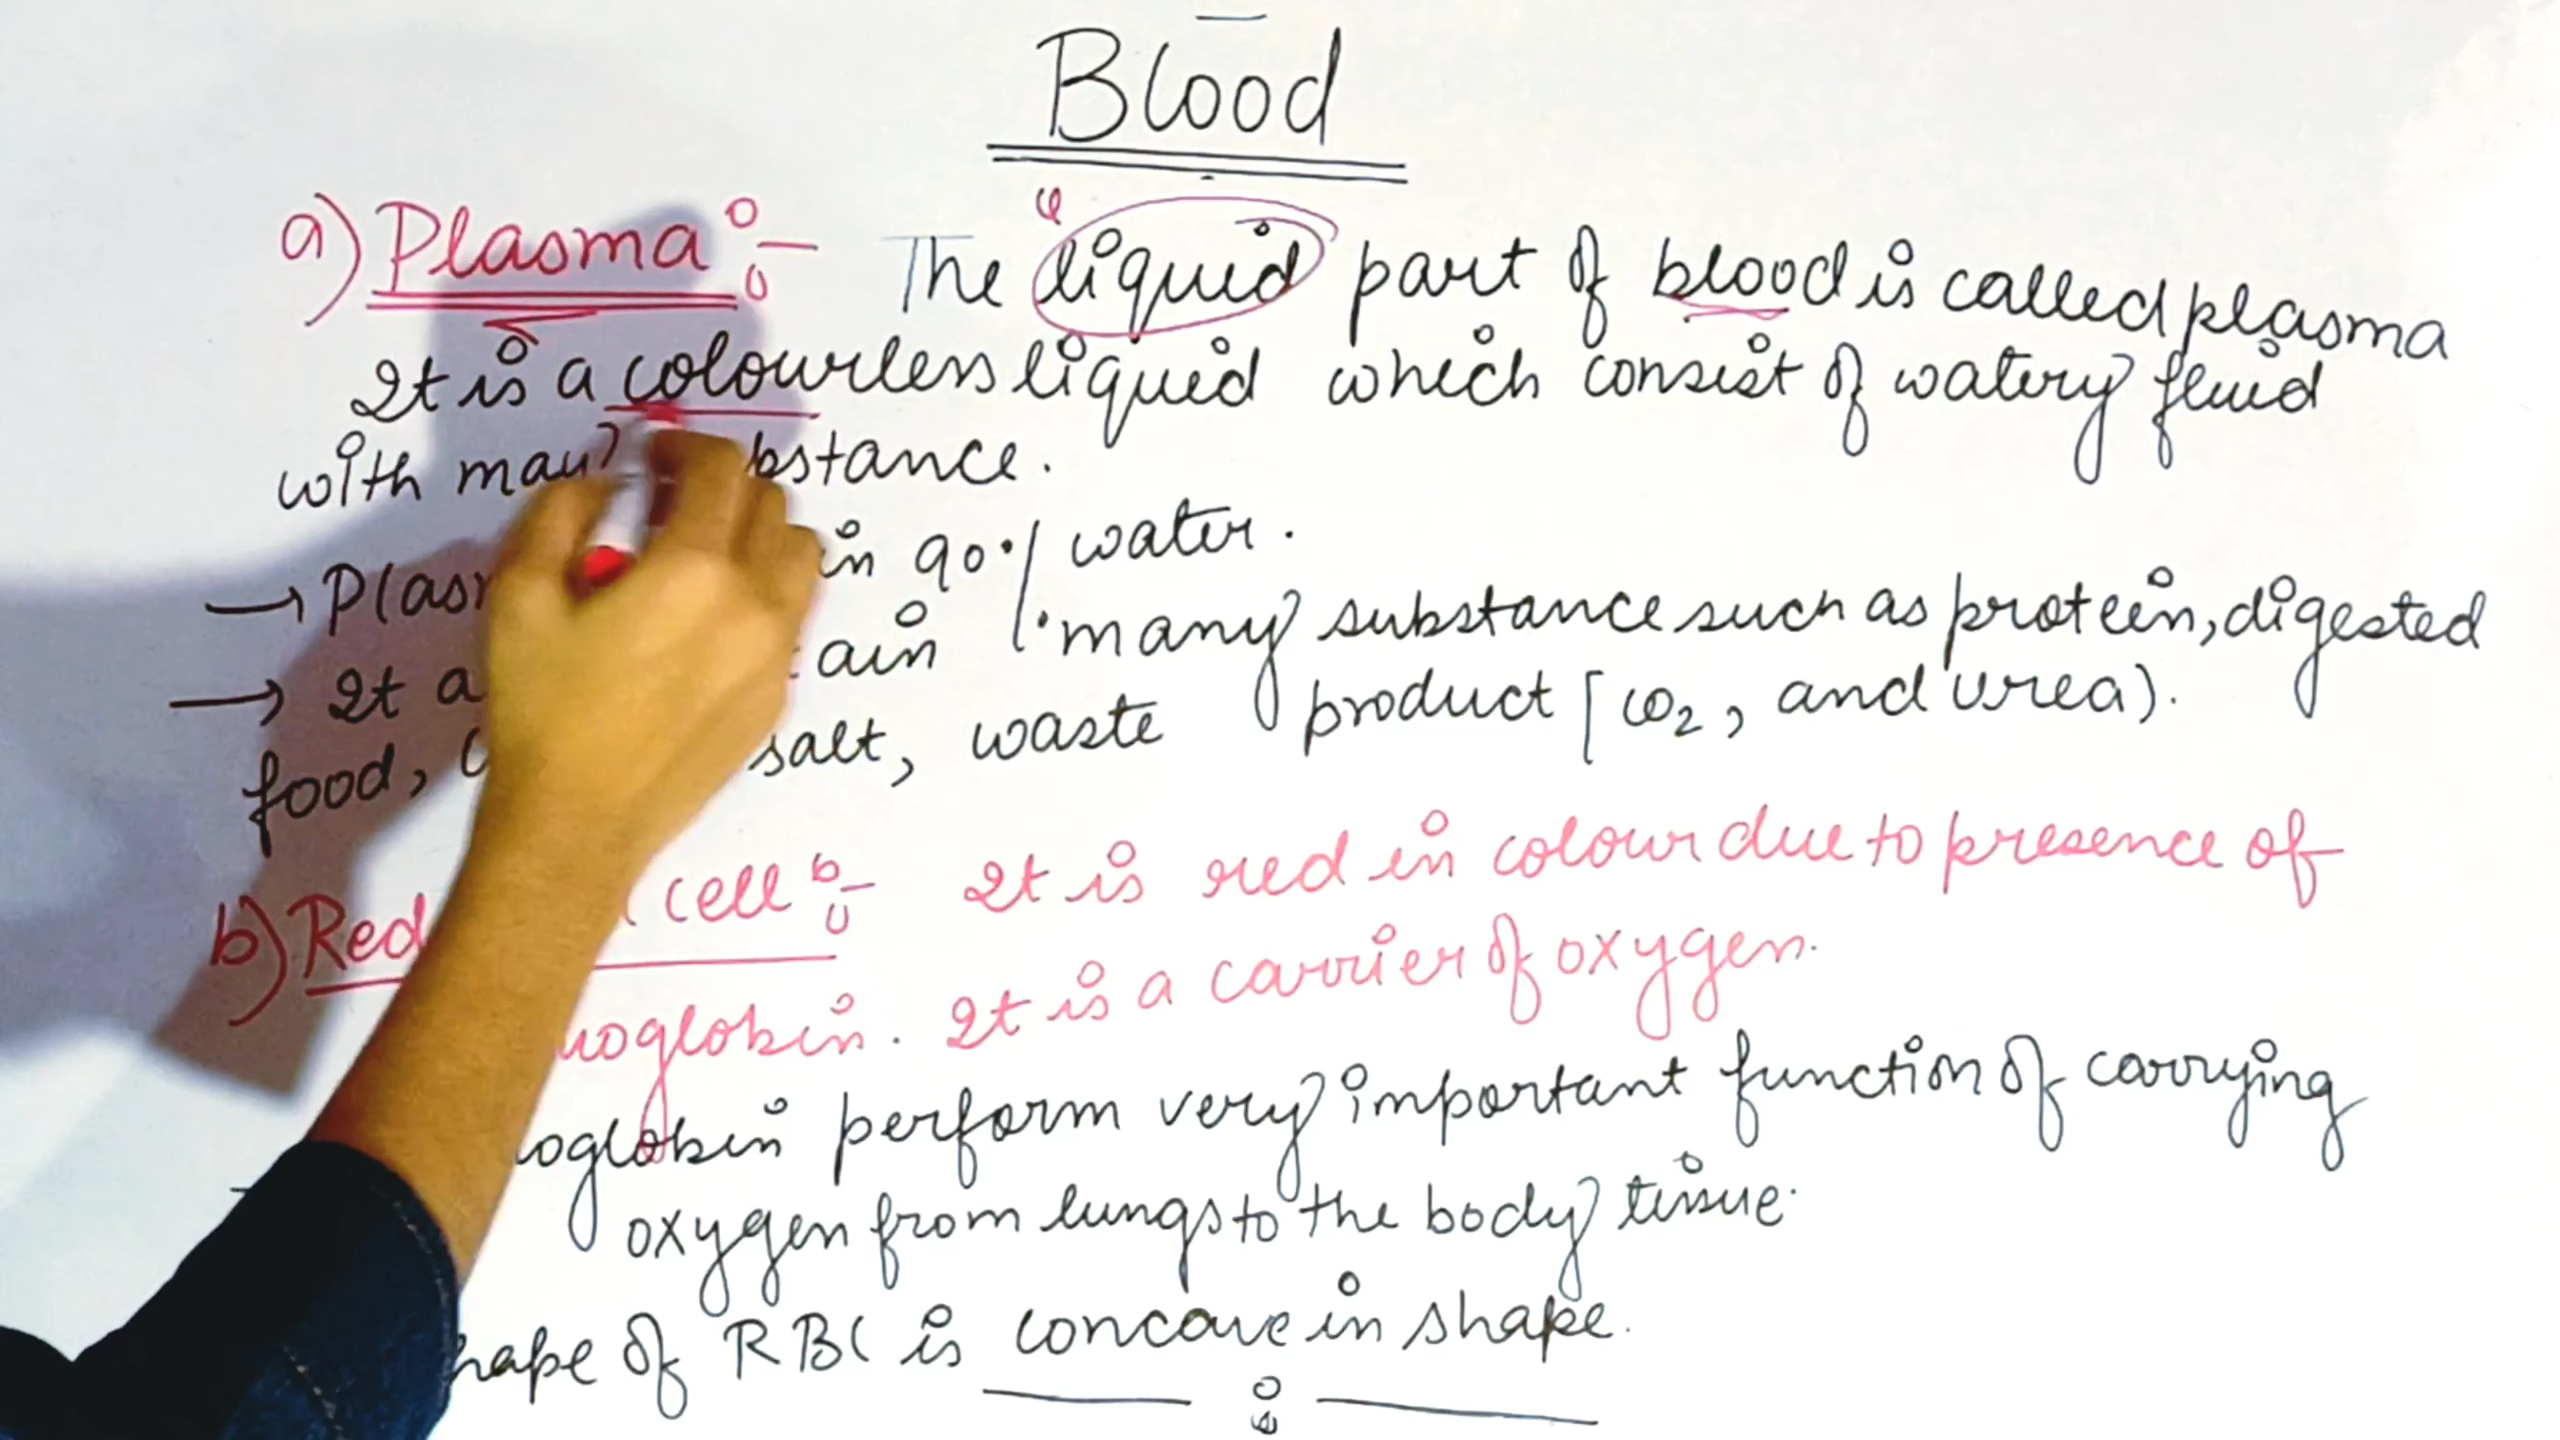 Blood
a) Plasma :- The liquid part of blood is called plasma
It is a colourless liquid which consist of watery fluid
with many bstance.
→ Plas in 90% water.
→ It a ain many substance such as protein, digested
food, salt, waste product [CO2, and urea).
b) Red cell :- It is red in colour due to presence of
oglobin. It is a carrier of oxygen.
oglobin perform very important function of carrying
oxygen from lungs to the body tissue.
hape of RBC is concave in shape.